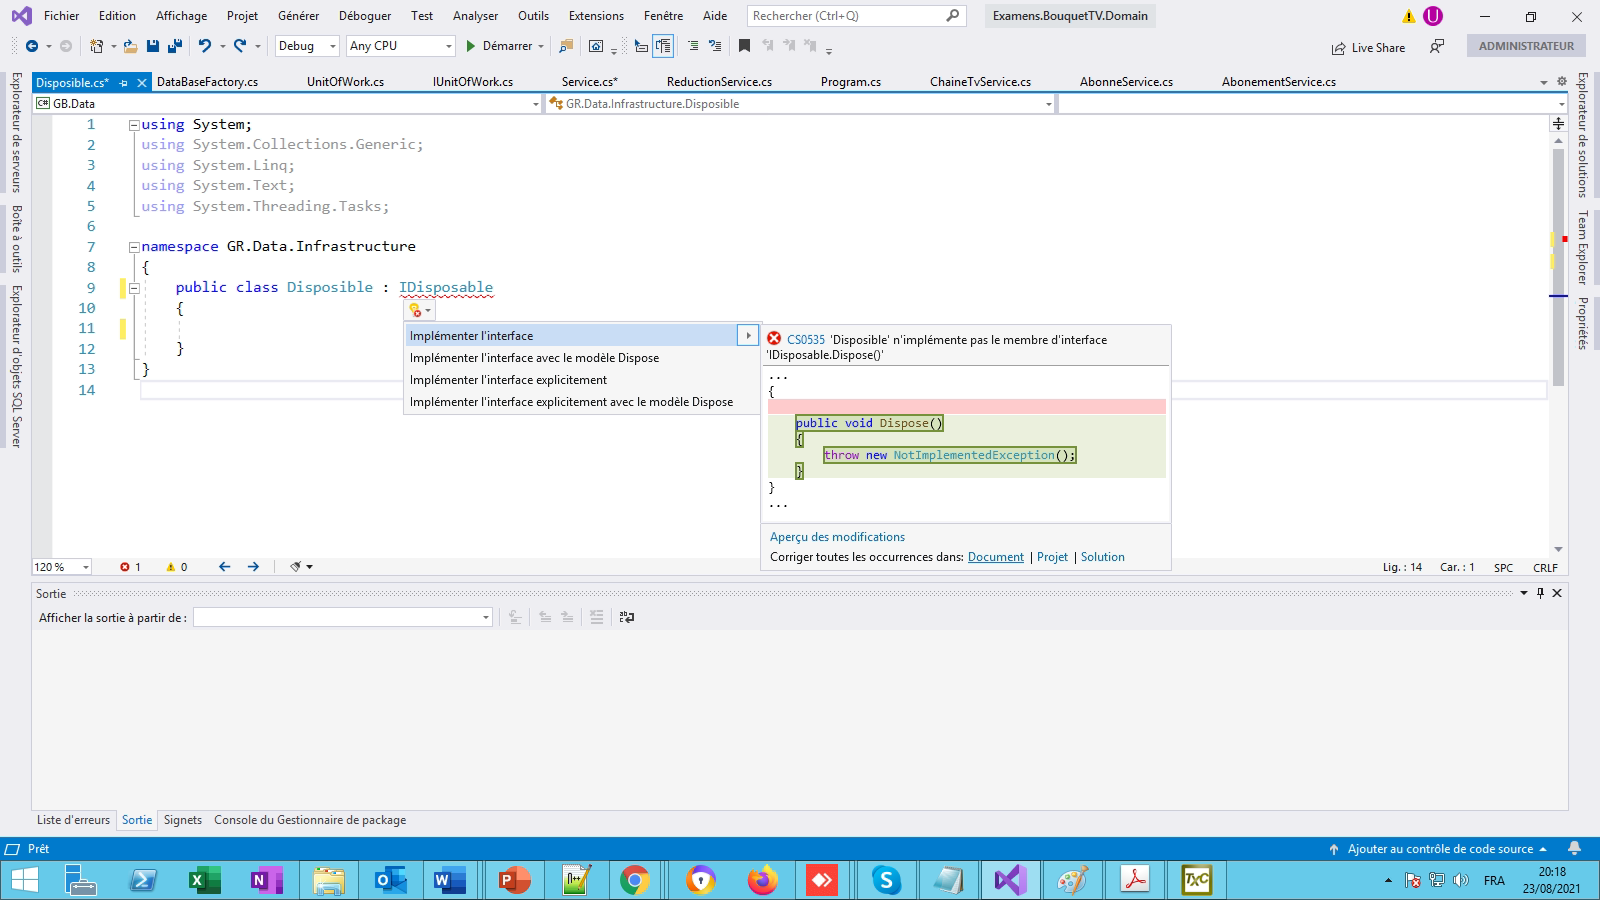 Fichier Edition Affichage Projet Générer Déboguer Test Analyser Outils Extensions Fenêtre Aide Rechercher (Ctrl+Q) Examens.BouquetTV.Domain U
Debug Any CPU Démarrer Live Share ADMINISTRATEUR
Disposible.cs* DataBaseFactory.cs UnitOfWork.cs IUnitOfWork.cs Service.cs* ReductionService.cs Program.cs ChaineTvService.cs AbonneService.cs AbonementService.cs
C# GB.Data GR.Data.Infrastructure.Disposible
Explorateur de serveurs
Boîte à outils
Explorateur d'objets SQL Server
1 using System;
2 using System.Collections.Generic;
3 using System.Linq;
4 using System.Text;
5 using System.Threading.Tasks;
6
7 namespace GR.Data.Infrastructure
8 {
9 public class Disposible : IDisposable
10 {
11
12 }
13 }
14
Implémenter l'interface
Implémenter l'interface avec le modèle Dispose
Implémenter l'interface explicitement
Implémenter l'interface explicitement avec le modèle Dispose
CS0535 'Disposible' n'implémente pas le membre d'interface
'IDisposable.Dispose()'
...
{
public void Dispose()
{
throw new NotImplementedException();
}
}
...
Aperçu des modifications
Corriger toutes les occurrences dans: Document | Projet | Solution
Explorateur de solutions
Team Explorer
Propriétés
120 % 1 0 Lig. : 14 Car. : 1 SPC CRLF
Sortie
Afficher la sortie à partir de :
Liste d'erreurs Sortie Signets Console du Gestionnaire de package
Prêt Ajouter au contrôle de code source
FRA 20:18
23/08/2021